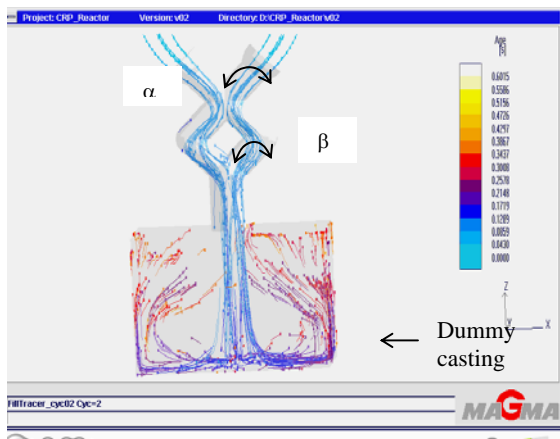 Project: CRP_Reactor Version: v02 Directory: D:\CRP_Reactor\v02
Age
[s]
0.6015
0.5586
0.5156
0.4726
0.4297
0.3867
0.3437
0.3008
0.2578
0.2148
0.1719
0.1289
0.0859
0.0430
0.0000
α
β
Z
Y
X
Dummy
casting
FillTracer_cyc02 Cyc=2
MAGMA